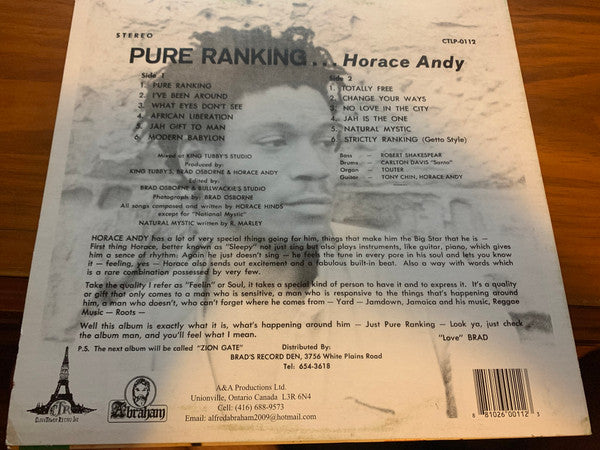 STEREO
CTLP-0112
PURE RANKING . . . Horace Andy
Side 1
1. PURE RANKING
2. I'VE BEEN AROUND
3. WHAT EYES DON'T SEE
4. AFRICAN LIBERATION
5. JAH GIFT TO MAN
6. MODERN BABYLON
Side 2
1. TOTALLY FREE
2. CHANGE YOUR WAYS
3. NO LOVE IN THE CITY
4. JAH IS THE ONE
5. NATURAL MYSTIC
6. STRICTLY RANKING (Getto Style)
Mixed at KING TUBBY'S STUDIO
Produced by:
KING TUBBY'S, BRAD OSBORNE & HORACE ANDY
Edited by:
BRAD OSBORNE & BULLWACKIE'S STUDIO
Photograph by: BRAD OSBORNE
All songs composed and written by HORACE HINDS
except for "National Mystic"
NATURAL MYSTIC written by R. MARLEY
Bass — ROBERT SHAKESPEAR
Drums — CARLTON DAVIS "Santa"
Organ — TOUTER
Guitar — TONY CHIN, HORACE ANDY
HORACE ANDY has a lot of very special things going for him, things that make him the Big Star that he is —
First thing Horace, better known as "Sleepy" not just sing but also plays instruments, like guitar, piano, which gives
him a sense of rhythm: Again he doesn't sing — he feels the tune in every pore in his soul and lets you know
it — feeling, yes — Horace also sends out excitement and a fabulous built-in beat. Also a way with words which
is a rare combination possessed by very few.
Take the quality I refer as "Feelin" or Soul, it takes a special kind of person to have it and to express it. It's a quality
or gift that only comes to a man who is sensitive, a man who is responsive to the things that's happening around
him, a man who doesn't, who can't forget where he comes from — Yard — Jamdown, Jamaica and his music, Reggae
Music — Roots —
Well this album is exactly what it is, what's happening around him — Just Pure Ranking — Look ya, just check
the album man, and you'll feel what I mean.
"Love" BRAD
P.S. The next album will be called "ZION GATE"
Distributed By:
BRAD'S RECORD DEN, 3756 White Plains Road
Tel: 654-3618
A&A Productions Ltd.
Unionville, Ontario Canada L3R 6N4
Cell: (416) 688-9573
Email: alfredabraham2009@hotmail.com
CTR
CLOCKTOWER RECORDS INC
Abraham
8 81026 00112 3